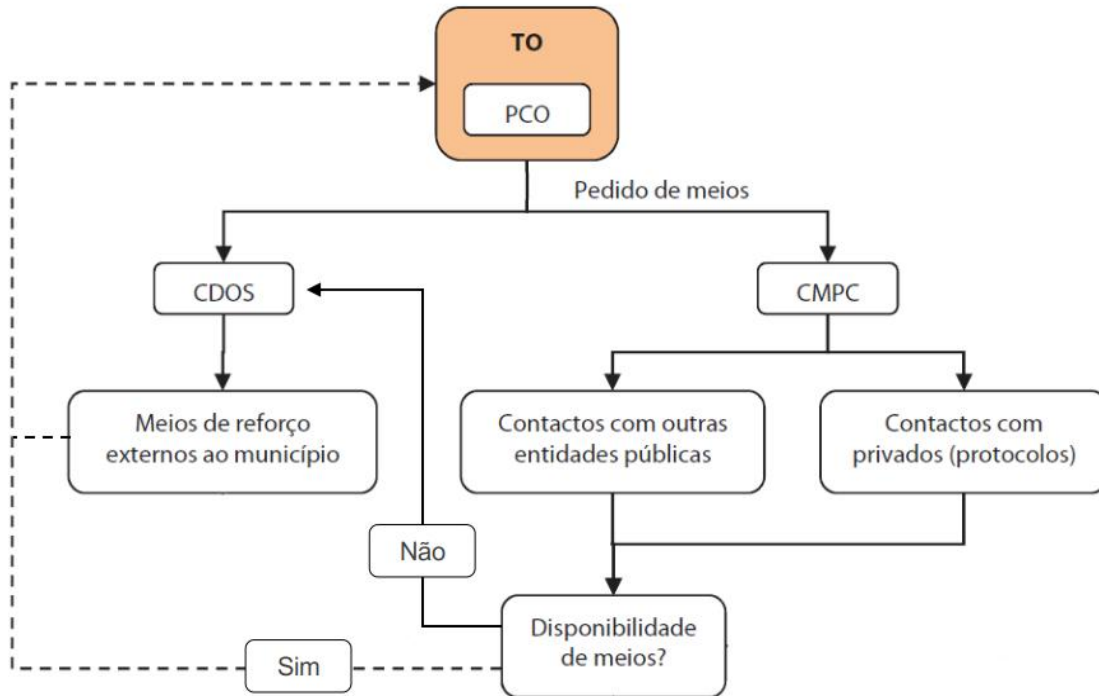 TO
PCO
Pedido de meios
CDOS
CMPC
Meios de reforço
externos ao município
Contactos com outras
entidades públicas
Contactos com
privados (protocolos)
Não
Disponibilidade
de meios?
Sim